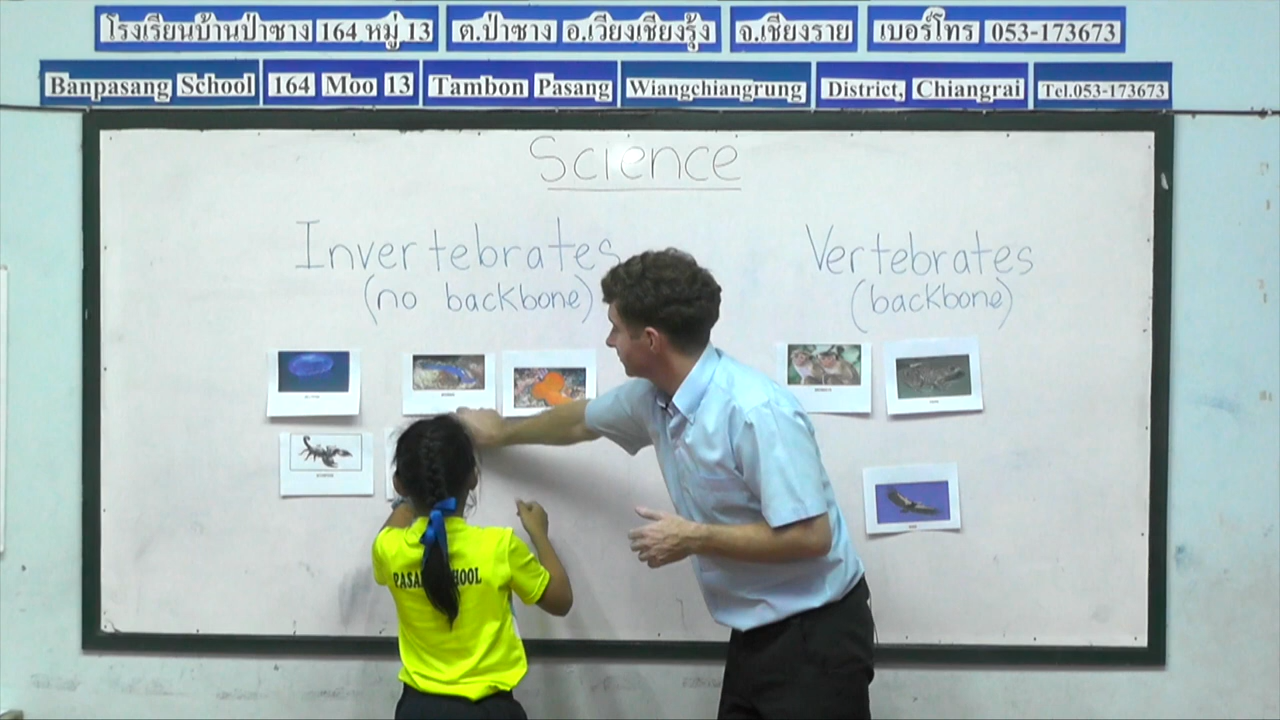 โรงเรียนบ้านป่าซาง 164 หมู่ 13 ต.ป่าซาง อ.เวียงเชียงรุ้ง จ.เชียงราย เบอร์โทร 053-173673
Banpasang School 164 Moo 13 Tambon Pasang Wiangchiangrung District, Chiangrai Tel.053-173673
Science
Invertebrates Vertebrates
(no backbone) (backbone)